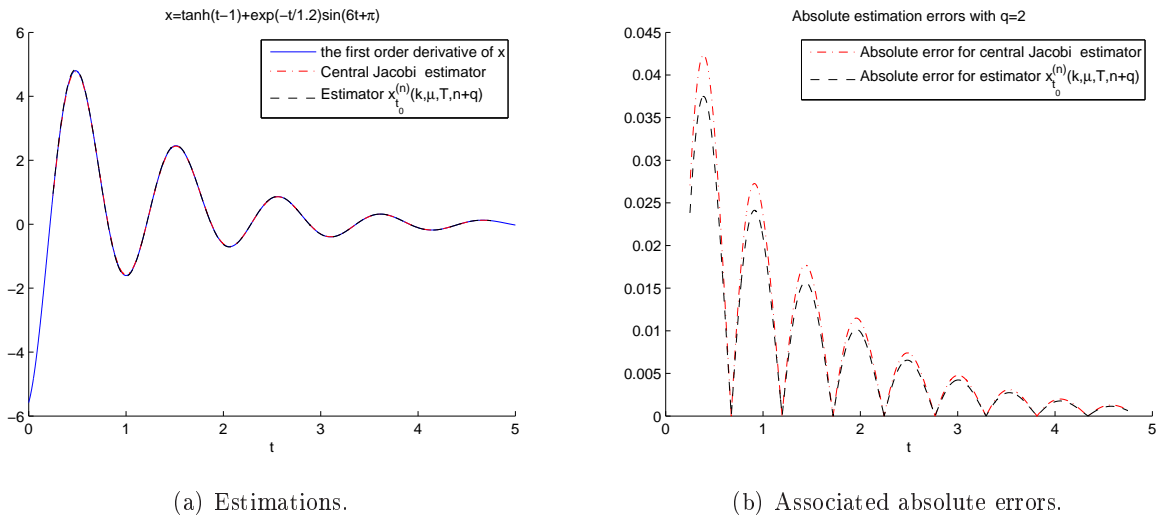 x=tanh(t−1)+exp(−t/1.2)sin(6t+π)
6
4
2
0
−2
−4
−6
0 1 2 3 4 5
t
the first order derivative of x
Central Jacobi estimator
Estimator x_{t_0}^{(n)}(k,μ,T,n+q)
(a) Estimations.
Absolute estimation errors with q=2
0.045
0.04
0.035
0.03
0.025
0.02
0.015
0.01
0.005
0
0 1 2 3 4 5
t
Absolute error for central Jacobi estimator
Absolute error for estimator x_{t_0}^{(n)}(k,μ,T,n+q)
(b) Associated absolute errors.